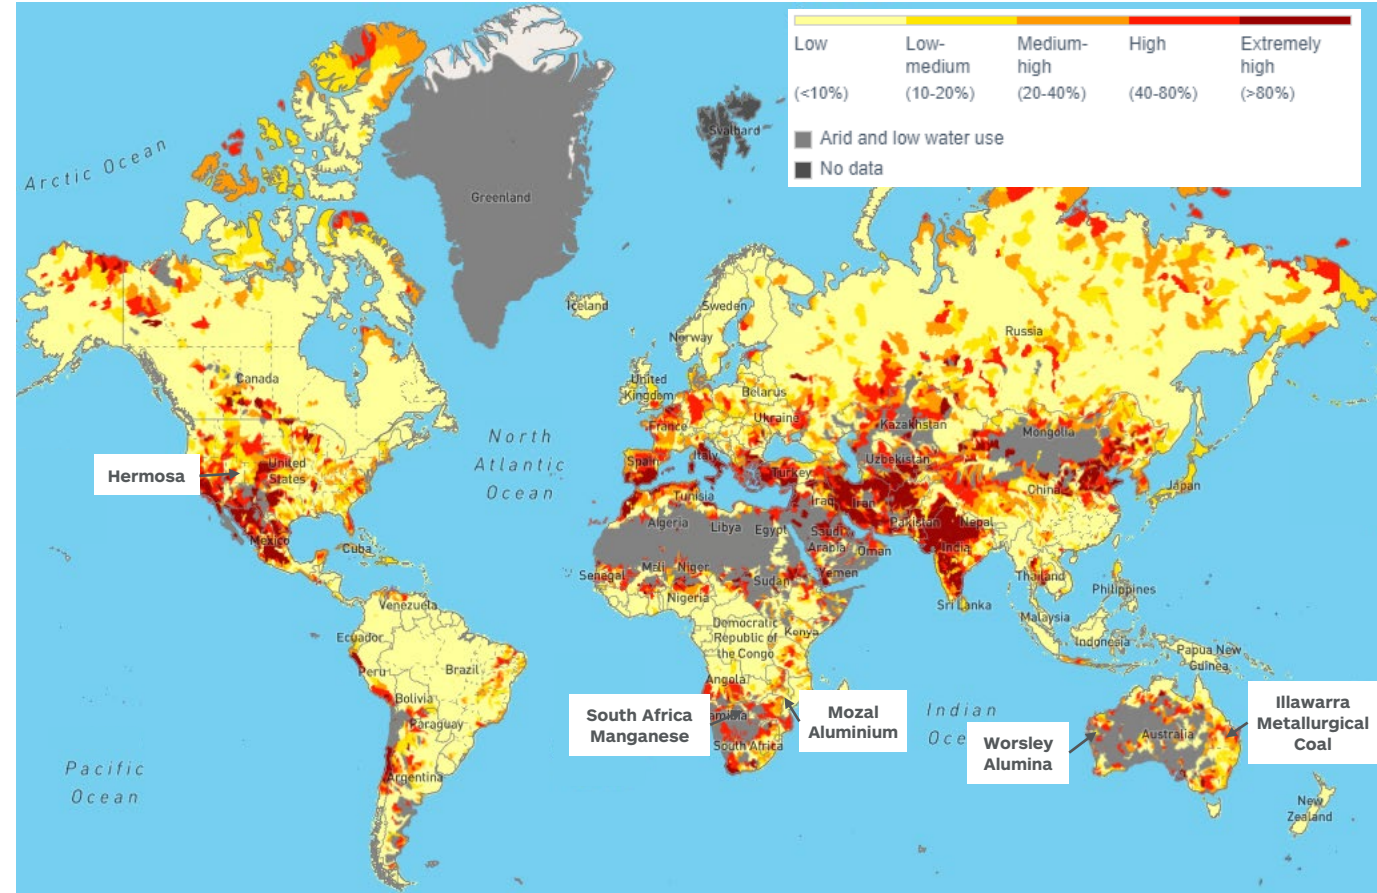 Low
Low-
medium
Medium-
high
High
Extremely
high
(<10%)
(10-20%)
(20-40%)
(40-80%)
(>80%)
Arid and low water use
No data
Svalbard
Arctic Ocean
Greenland
Iceland
Sweden
Norway
Russia
Canada
United
Kingdom
Belarus
Ukraine
France
Kazakhstan
Mongolia
North
Atlantic
Ocean
Hermosa
United
States
Spain
Italy
Uzbekistan
Turkey
China
Japan
Tunisia
Iraq
Iran
Algeria
Libya
Egypt
Pakistan
Nepal
Saudi
Arabia
Oman
India
Mexico
Cuba
Senegal
Mali
Niger
Sudan
Yemen
Thailand
Philippines
Nigeria
Sri Lanka
Venezuela
Malaysia
Democratic
Republic of
the Congo
Kenya
Indonesia
Ecuador
Papua New
Guinea
Peru
Brazil
Angola
Bolivia
South Africa
Manganese
amibia
Mozal
Aluminium
Indian
Oce
Illawarra
Metallurgical
Coal
Paraguay
Worsley
Alumina
Australia
South Africa
Pacific
Ocean
Argentina
New
Zealand